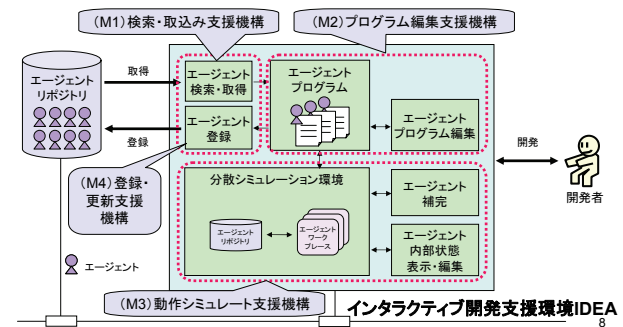 (M1)検索・取込み支援機構
(M2)プログラム編集支援機構
エージェント
リポジトリ
取得
登録
エージェント
検索・取得
エージェント
登録
エージェント
プログラム
エージェント
プログラム編集
開発
開発者
(M4)登録・
更新支援
機構
分散シミュレーション環境
エージェント
リポジトリ
エージェント
ワーク
プレース
エージェント
補完
エージェント
内部状態
表示・編集
エージェント
(M3)動作シミュレート支援機構
インタラクティブ開発支援環境IDEA
8